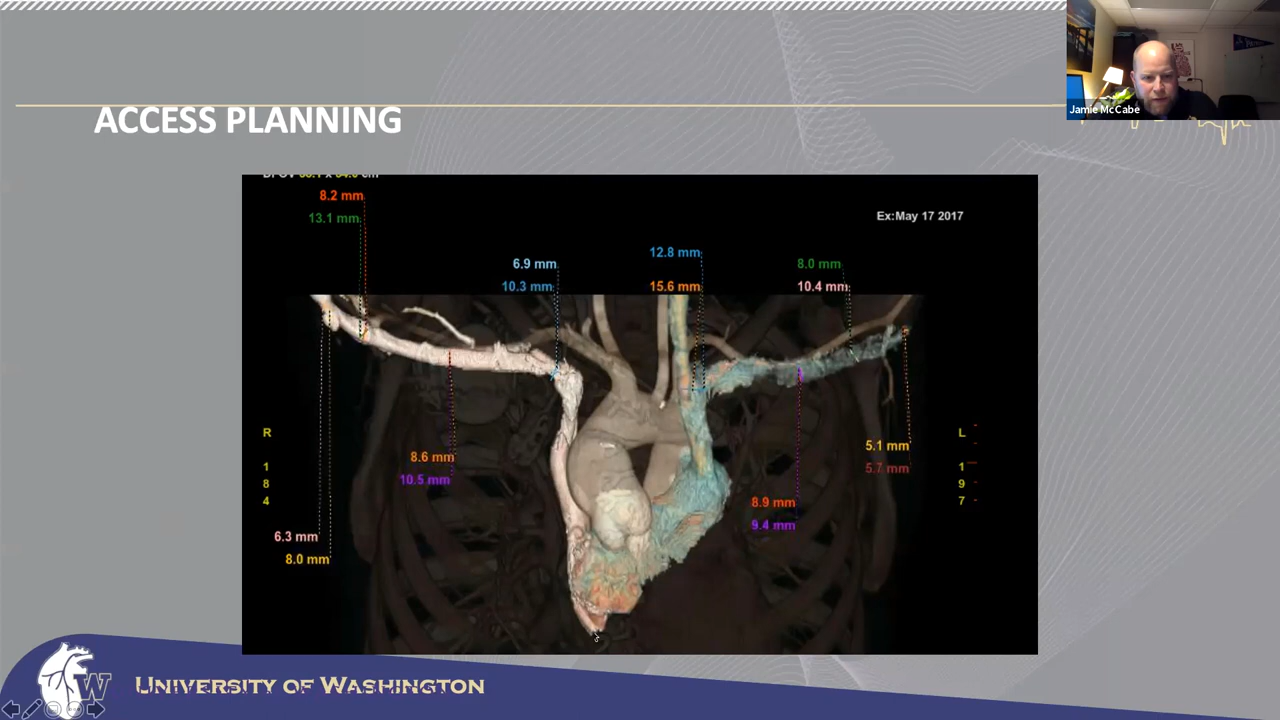 Jamie McCabe
ACCESS PLANNING
8.2 mm
13.1 mm
Ex:May 17 2017
6.9 mm
10.3 mm
12.8 mm
15.6 mm
8.0 mm
10.4 mm
R
1
8
4
L
1
9
7
8.6 mm
10.5 mm
5.1 mm
5.7 mm
8.9 mm
9.4 mm
6.3 mm
8.0 mm
W
UNIVERSITY OF WASHINGTON